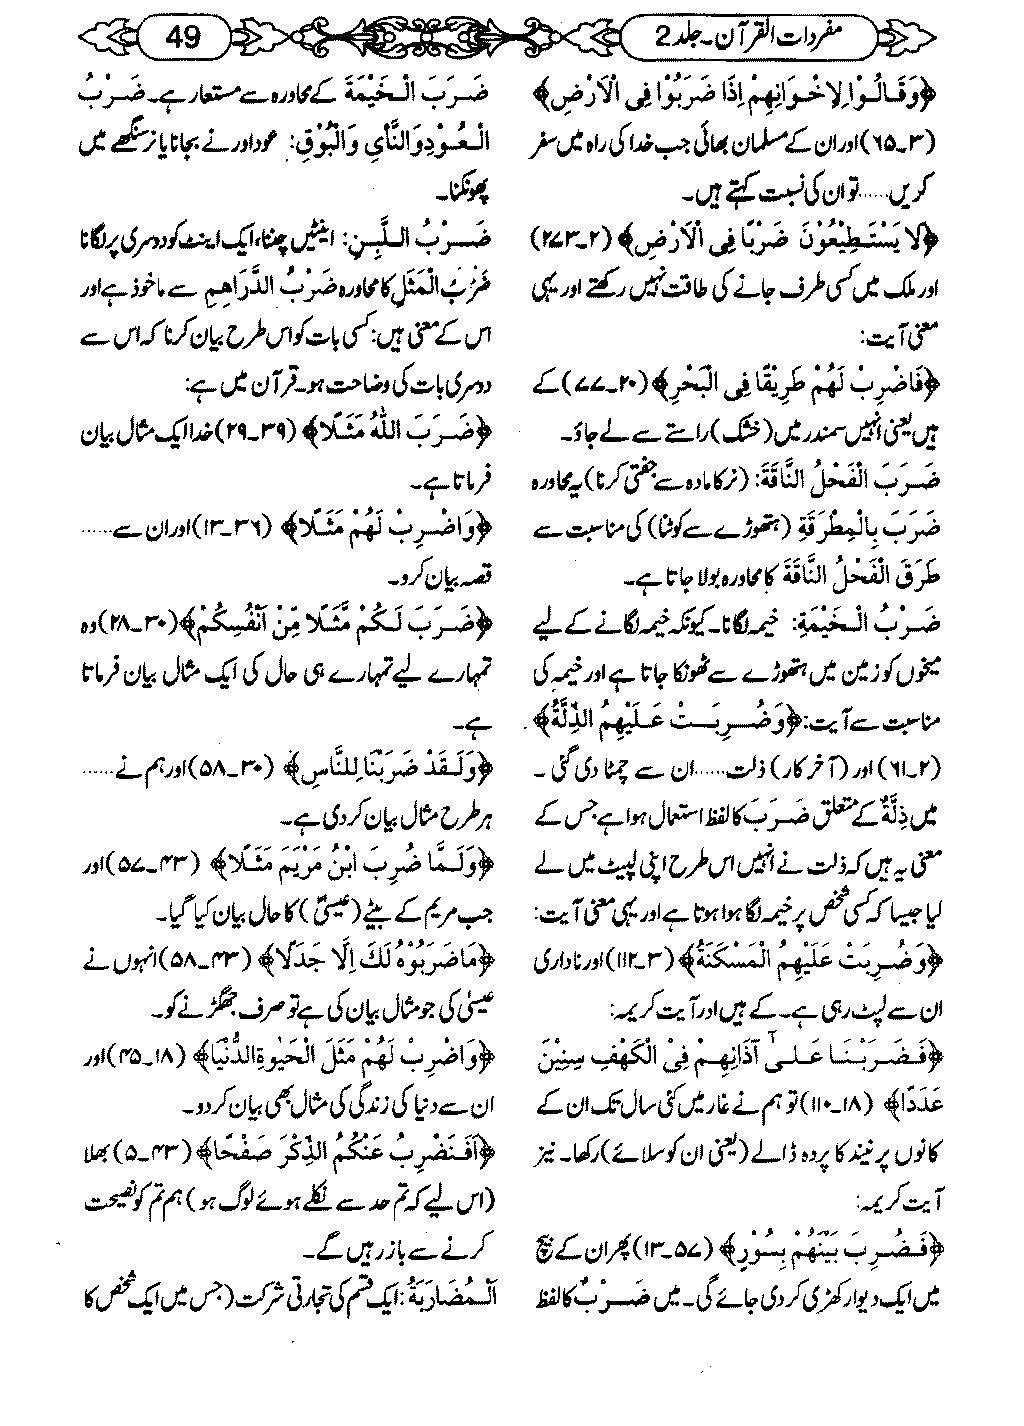 مفردات القرآن۔جلد2
49
﴿وَقَالُوْا لِاِخْوَانِهِمْ اِذَا ضَرَبُوْا فِى الْاَرْضِ﴾
(۳۔۶۵) اور ان کے مسلمان بھائی جب خدا کی راہ میں سفر
کریں......تو ان کی نسبت کہتے ہیں۔
﴿لَا يَسْتَطِيْعُوْنَ ضَرْبًا فِى الْاَرْضِ﴾ (۲۔۲۷۳)
اور ملک میں کسی طرف جانے کی طاقت نہیں رکھتے اور یہی
معنی آیت:
﴿فَاضْرِبْ لَهُمْ طَرِيْقًا فِى الْبَحْرِ﴾ (۲۰۔۷۷) کے
ہیں یعنی انہیں سمندر میں (خشک) راستے سے لے جاؤ۔
ضَرَبَ الْفَحْلُ النَّاقَةَ: (نر کا مادہ سے جفتی کرنا) یہ محاورہ
ضَرَبَ بِالْمِطْرَقَةِ (ہتھوڑے سے کوٹنا) کی مناسبت سے
طَرَقَ الْفَحْلُ النَّاقَةَ کا محاورہ بولا جاتا ہے۔
ضَرْبُ الْخَيْمَةِ: خیمہ لگانا۔ کیونکہ خیمہ لگانے کے لیے
میخوں کو زمین میں ہتھوڑے سے ٹھونکا جاتا ہے اور خیمہ کی
مناسبت سے آیت: ﴿وَضُرِبَتْ عَلَيْهِمُ الذِّلَّةُ﴾
(۲۔۶۱) اور (آخر کار) ذلت......ان سے چمٹا دی گئی۔
میں ذِلَّةٌ کے متعلق ضَرَبَ کا لفظ استعمال ہوا ہے جس کے
معنی یہ ہیں کہ ذلت نے انہیں اس طرح اپنی لپیٹ میں لے
لیا جیسا کہ کسی شخص پر خیمہ لگا ہوا ہوتا ہے اور یہی معنی آیت:
﴿وَضُرِبَتْ عَلَيْهِمُ الْمَسْكَنَةُ﴾ (۳۔۱۱۲) اور ناداری
ان سے لپٹ رہی ہے۔ کے ہیں اور آیت کریمہ:
﴿فَضَرَبْنَا عَلٰٓى آذَانِهِمْ فِى الْكَهْفِ سِنِيْنَ
عَدَدًا﴾ (۱۸۔۱۱۰) تو ہم نے غار میں کئی سال تک ان کے
کانوں پر نیند کا پردہ ڈالے (یعنی ان کو سلائے) رکھا۔ نیز
آیت کریمہ:
﴿فَضُرِبَ بَيْنَهُمْ بِسُوْرٍ﴾ (۵۷۔۱۳) پھر ان کے بیچ
میں ایک دیوار کھڑی کر دی جائے گی۔ میں ضَرْبٌ کا لفظ
ضَرَبَ الْخَيْمَةَ کے محاورہ سے مستعار ہے۔ ضَرْبُ
الْعُوْدِ وَالنَّايِ وَالْبُوْقِ: عود اور نے بجانا یا نرسنگھے میں
پھونکنا۔
ضَرْبُ اللَّبِنِ: اینٹیں چننا، ایک اینٹ کو دوسری پر لگانا
ضَرْبُ الْمَثَلِ کا محاورہ ضَرْبُ الدَّرَاهِمِ سے ماخوذ ہے اور
اس کے معنی ہیں: کسی بات کو اس طرح بیان کرنا کہ اس سے
دوسری بات کی وضاحت ہو۔ قرآن میں ہے:
﴿ضَرَبَ اللّٰهُ مَثَلًا﴾ (۳۹۔۲۹) خدا ایک مثال بیان
فرماتا ہے۔
﴿وَاضْرِبْ لَهُمْ مَثَلًا﴾ (۳۶۔۱۳) اور ان سے......
قصہ بیان کرو۔
﴿ضَرَبَ لَكُمْ مَّثَلًا مِّنْ اَنْفُسِكُمْ﴾ (۳۰۔۲۸) وہ
تمہارے لیے تمہارے ہی حال کی ایک مثال بیان فرماتا
ہے۔
﴿وَلَقَدْ ضَرَبْنَا لِلنَّاسِ﴾ (۳۰۔۵۸) اور ہم نے......
ہر طرح مثال بیان کر دی ہے۔
﴿وَلَمَّا ضُرِبَ ابْنُ مَرْيَمَ مَثَلًا﴾ (۴۳۔۵۷) اور
جب مریم کے بیٹے (عیسیٰؑ) کا حال بیان کیا گیا۔
﴿مَا ضَرَبُوْهُ لَكَ اِلَّا جَدَلًا﴾ (۴۳۔۵۸) انہوں نے
عیسیٰ کی جو مثال بیان کی ہے تو صرف جھگڑنے کو۔
﴿وَاضْرِبْ لَهُمْ مَثَلَ الْحَيٰوةِ الدُّنْيَا﴾ (۱۸۔۴۵) اور
ان سے دنیا کی زندگی کی مثال بھی بیان کر دو۔
﴿اَفَنَضْرِبُ عَنْكُمُ الذِّكْرَ صَفْحًا﴾ (۴۳۔۵) بھلا
(اس لیے کہ تم حد سے نکلے ہوئے لوگ ہو) ہم تم کو نصیحت
کرنے سے باز رہیں گے۔
اَلْمُضَارَبَةُ: ایک قسم کی تجارتی شرکت (جس میں ایک شخص کا